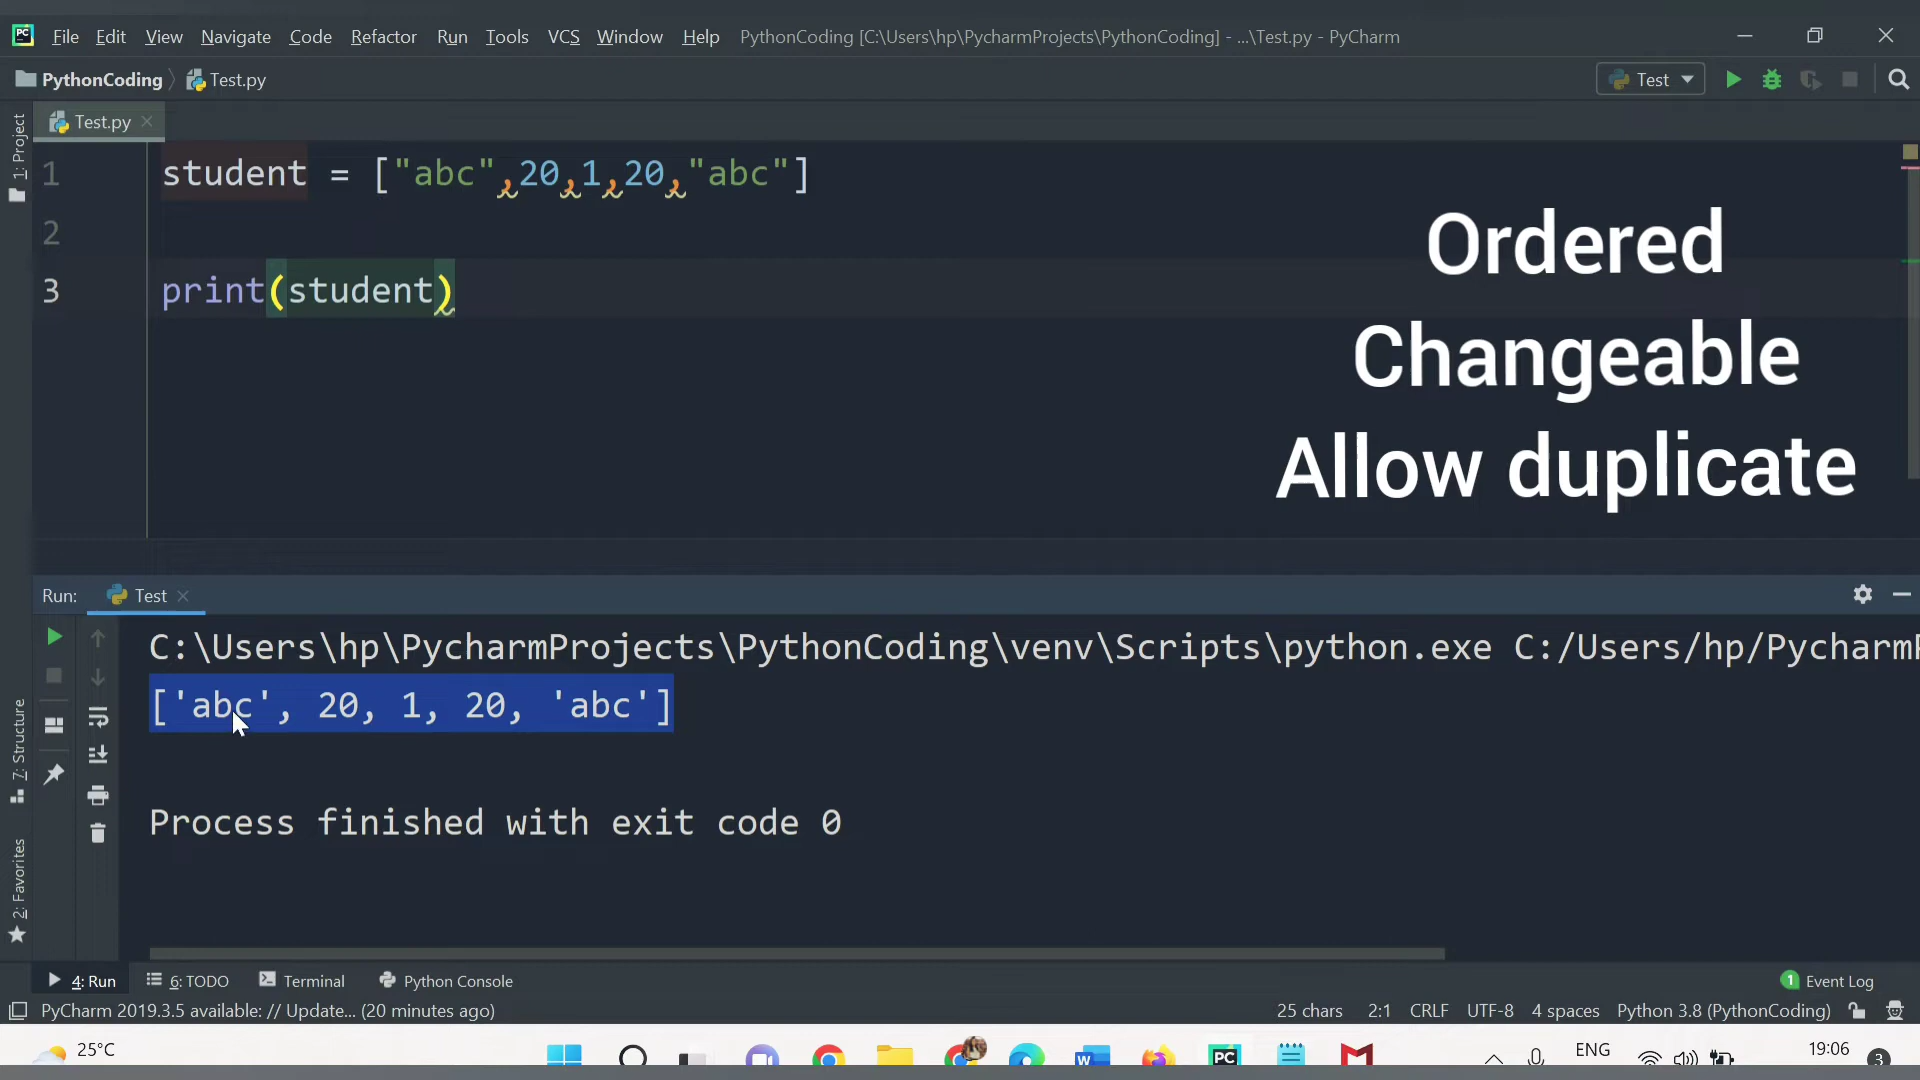 File Edit View Navigate Code Refactor Run Tools VCS Window Help PythonCoding [C:\Users\hp\PycharmProjects\PythonCoding] - ...\Test.py - PyCharm
PythonCoding Test.py Test
1: Project
Test.py
1 student = ["abc",20,1,20,"abc"]
2
3 print(student)
Ordered
Changeable
Allow duplicate
Run: Test
C:\Users\hp\PycharmProjects\PythonCoding\venv\Scripts\python.exe C:/Users/hp/Pycharm
['abc', 20, 1, 20, 'abc']
Process finished with exit code 0
7: Structure
2: Favorites
4: Run 6: TODO Terminal Python Console 1 Event Log
PyCharm 2019.3.5 available: // Update... (20 minutes ago) 25 chars 2:1 CRLF UTF-8 4 spaces Python 3.8 (PythonCoding)
25°C ENG 19:06 3